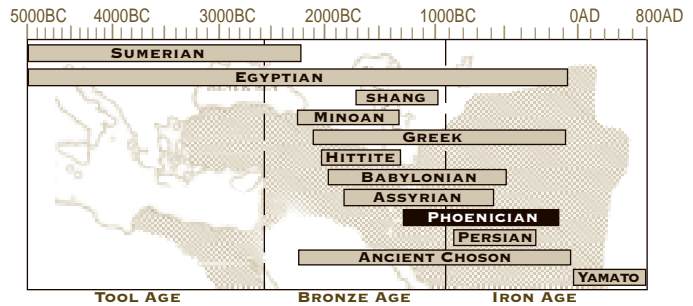 5000BC 4000BC 3000BC 2000BC 1000BC 0AD 800AD
SUMERIAN
EGYPTIAN
SHANG
MINOAN
GREEK
HITTITE
BABYLONIAN
ASSYRIAN
PHOENICIAN
PERSIAN
ANCIENT CHOSON
YAMATO
TOOL AGE BRONZE AGE IRON AGE